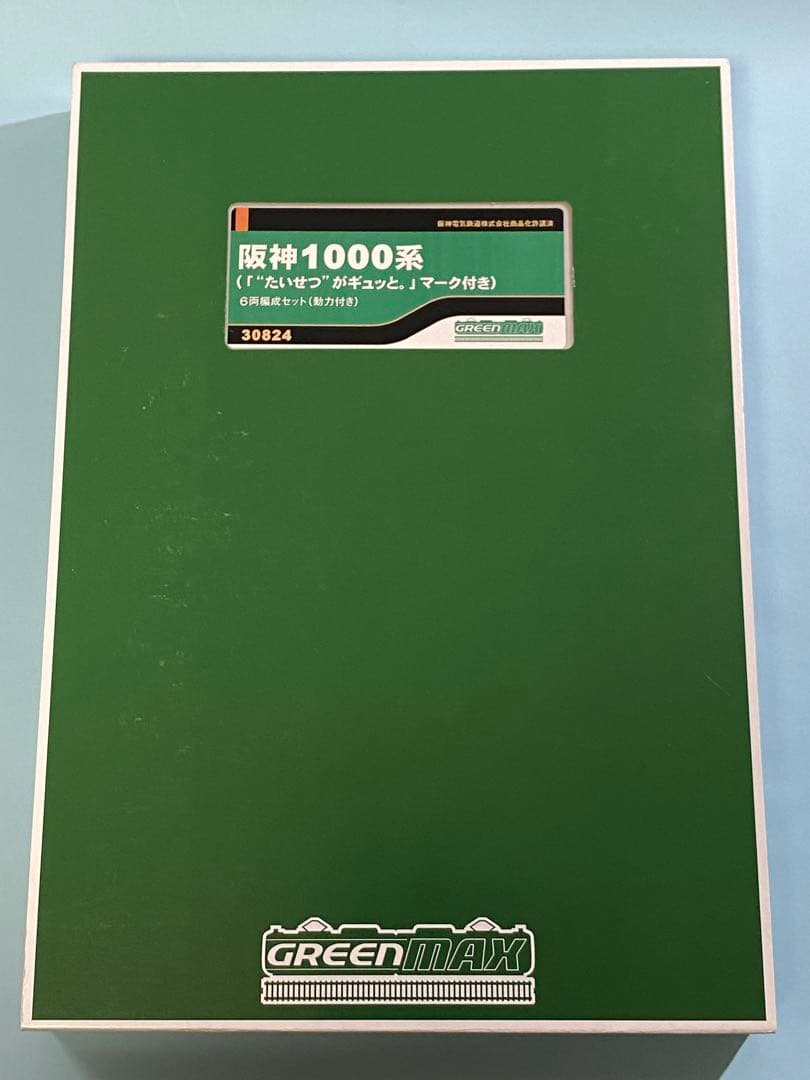 阪神電気鉄道株式会社商品化許諾済
阪神1000系
(「“たいせつ”がギュッと。」マーク付き)
6両編成セット(動力付き)
30824
GREENMAX
GREENMAX